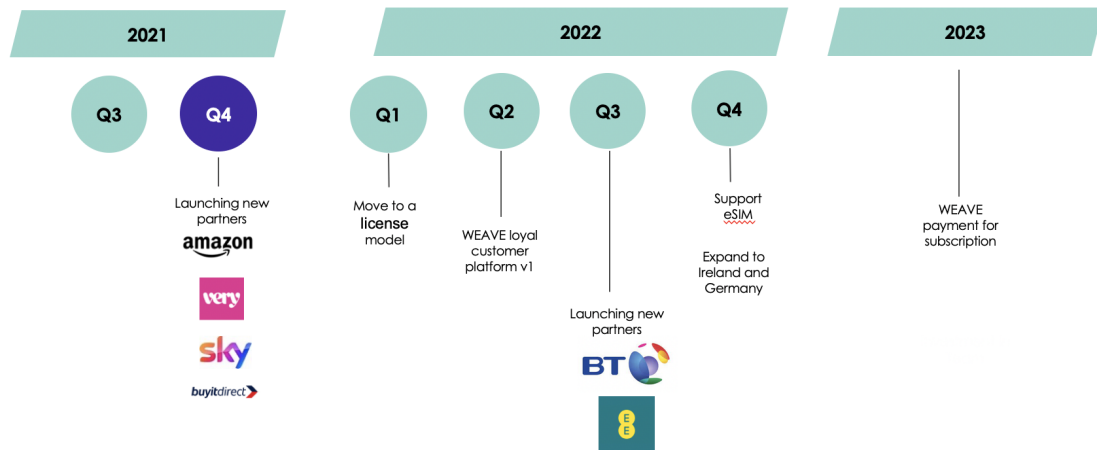 2021
2022
2023
Q3
Q4
Q1
Q2
Q3
Q4
Launching new
partners
amazon
very
sky
buyitdirect
Move to a
license
model
WEAVE loyal
customer
platform v1
Launching new
partners
BT
E
E
Support
eSIM
Expand to
Ireland and
Germany
WEAVE
payment for
subscription